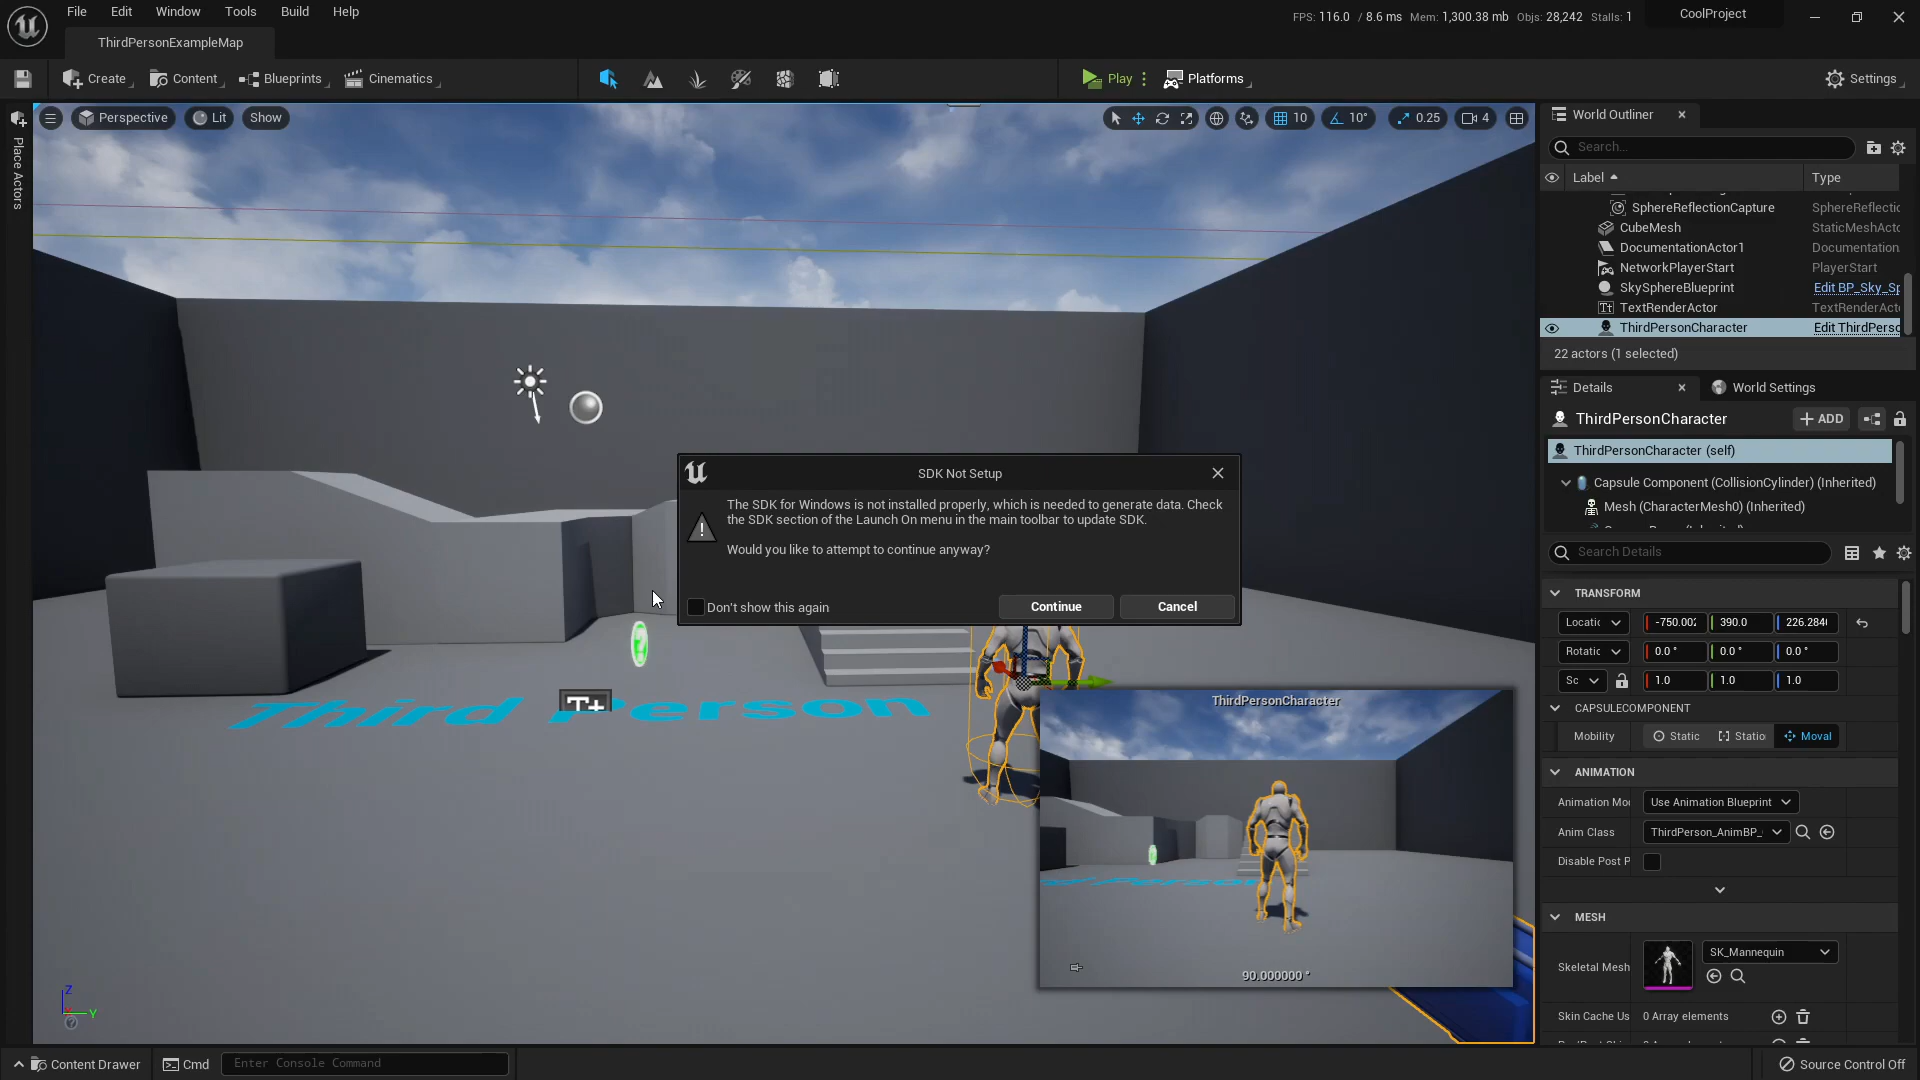 File Edit Window Tools Build Help
FPS: 116.0 / 8.6 ms Mem: 1,300.38 mb Objs: 28,242 Stalls: 1
CoolProject
ThirdPersonExampleMap
Create Content Blueprints Cinematics Play Platforms Settings
Place Actors
Perspective Lit Show
10 10° 0.25 4
World Outliner
Search...
Label Type
SphereReflectionCapture SphereReflectic
CubeMesh StaticMeshActo
DocumentationActor1 Documentation
NetworkPlayerStart PlayerStart
SkySphereBlueprint Edit BP_Sky_Sp
TextRenderActor TextRenderActo
ThirdPersonCharacter Edit ThirdPerso
22 actors (1 selected)
Details World Settings
ThirdPersonCharacter ADD
ThirdPersonCharacter (self)
Capsule Component (CollisionCylinder) (Inherited)
Mesh (CharacterMesh0) (Inherited)
Search Details
TRANSFORM
Locatic -750.002 390.0 226.2840
Rotatic 0.0 ° 0.0 ° 0.0 °
Sc 1.0 1.0 1.0
CAPSULECOMPONENT
Mobility Static Statio Moval
ANIMATION
Animation Mo Use Animation Blueprint
Anim Class ThirdPerson_AnimBP_
Disable Post P
MESH
Skeletal Mesh SK_Mannequin
Skin Cache Us 0 Array elements
SDK Not Setup
The SDK for Windows is not installed properly, which is needed to generate data. Check
the SDK section of the Launch On menu in the main toolbar to update SDK.
Would you like to attempt to continue anyway?
Don't show this again Continue Cancel
Third Person
T+
ThirdPersonCharacter
90.000000 °
Z
Y
Content Drawer Cmd Enter Console Command Source Control Off